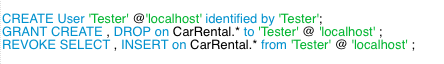 CREATE User 'Tester' @'localhost' identified by 'Tester';
GRANT CREATE , DROP on CarRental.* to 'Tester' @ 'localhost' ;
REVOKE SELECT , INSERT on CarRental.* from 'Tester' @ 'localhost' ;